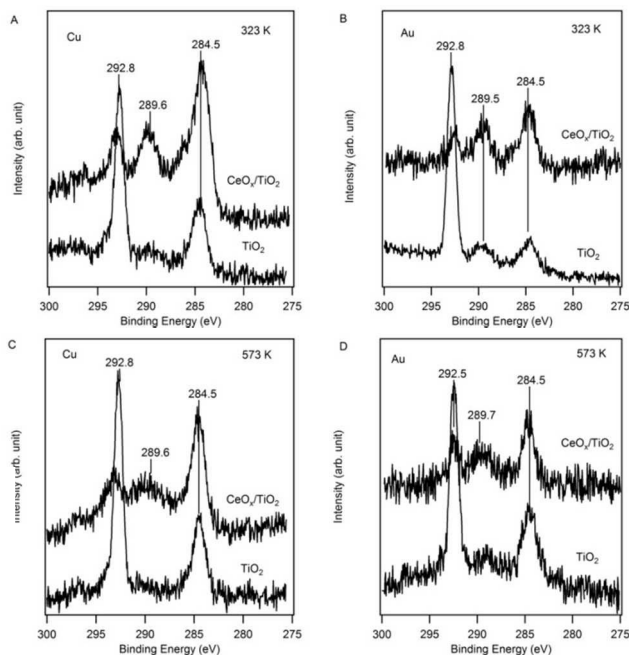 A
Cu
323 K
292.8
289.6
284.5
CeOx/TiO2
TiO2
Intensity (arb. unit)
300 295 290 285 280 275
Binding Energy (eV)
B
Au
323 K
292.8
289.5
284.5
CeOx/TiO2
TiO2
Intensity (arb. unit)
300 295 290 285 280 275
Binding Energy (eV)
C
Cu
573 K
292.8
289.6
284.5
CeOx/TiO2
TiO2
Intensity (arb. unit)
300 295 290 285 280 275
Binding Energy (eV)
D
Au
573 K
292.5
289.7
284.5
CeOx/TiO2
TiO2
Intensity (arb. unit)
300 295 290 285 280 275
Binding Energy (eV)